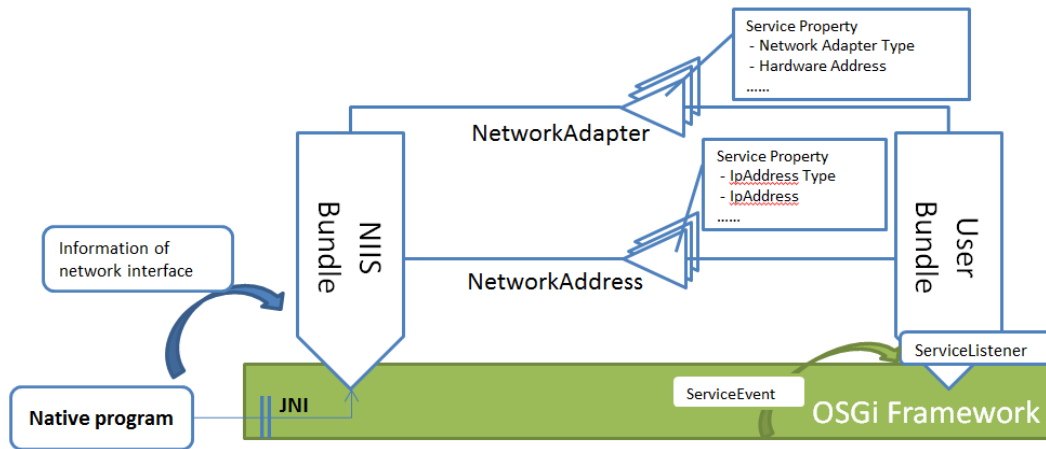 Service Property
- Network Adapter Type
- Hardware Address
......
NetworkAdapter
Service Property
- IpAddress Type
- IpAddress
......
NIIS
Bundle
User
Bundle
Information of
network interface
NetworkAddress
ServiceListener
JNI
ServiceEvent
Native program
OSGi Framework